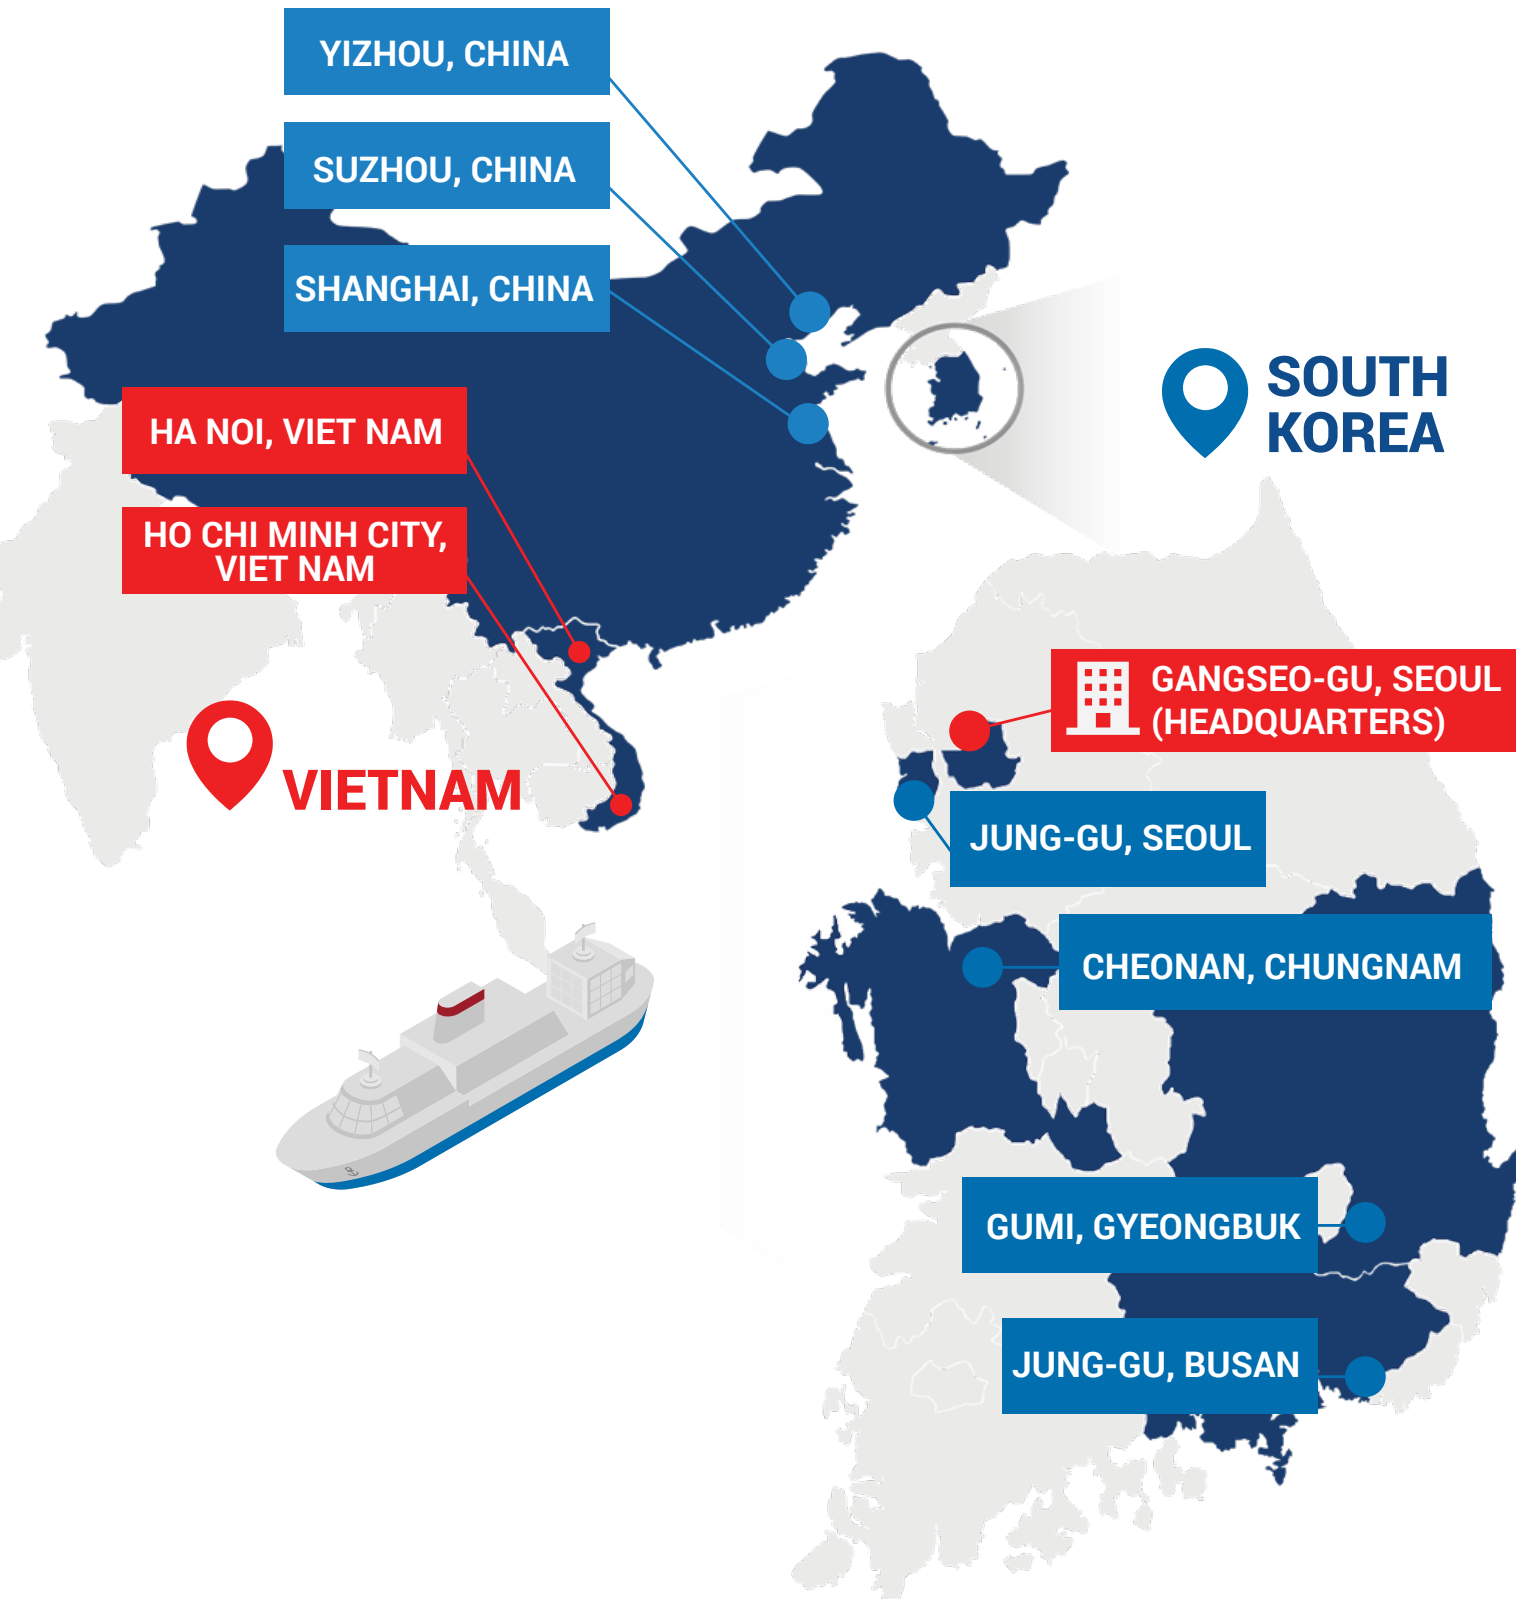 YIZHOU, CHINA
SUZHOU, CHINA
SHANGHAI, CHINA
HA NOI, VIET NAM
HO CHI MINH CITY,
VIET NAM
VIETNAM
SOUTH
KOREA
GANGSEO-GU, SEOUL
(HEADQUARTERS)
JUNG-GU, SEOUL
CHEONAN, CHUNGNAM
GUMI, GYEONGBUK
JUNG-GU, BUSAN